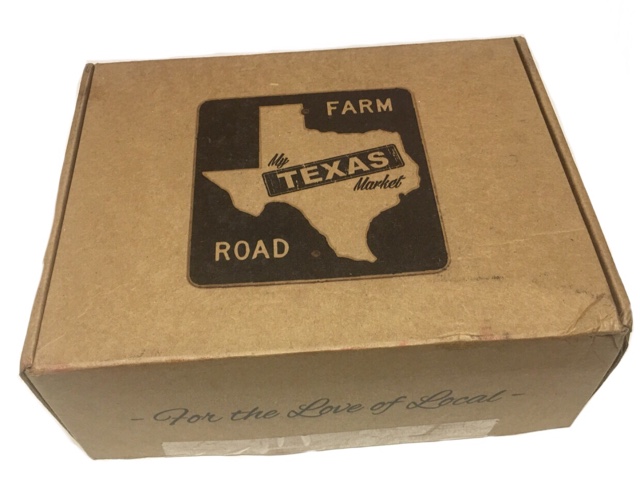 FARM
My
TEXAS
Market
ROAD
- For the Love of Local -